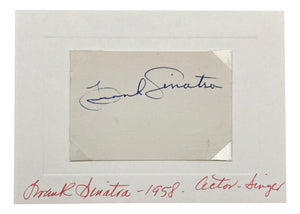 Frank Sinatra
Frank Sinatra - 1958. Actor - Singer